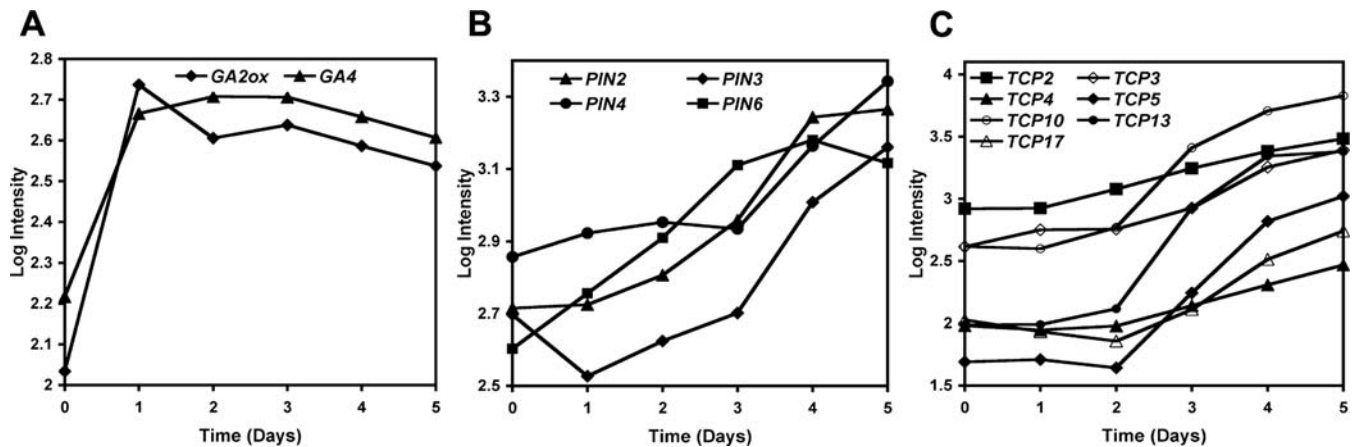 A
2.8
2.7
2.6
2.5
2.4
2.3
2.2
2.1
2
GA2ox GA4
Log Intensity
0 1 2 3 4 5
Time (Days)
B
3.3
3.1
2.9
2.7
2.5
PIN2 PIN3
PIN4 PIN6
Log Intensity
0 1 2 3 4 5
Time (Days)
C
4
3.5
3
2.5
2
1.5
TCP2 TCP3
TCP4 TCP5
TCP10 TCP13
TCP17
Log Intensity
0 1 2 3 4 5
Time (Days)